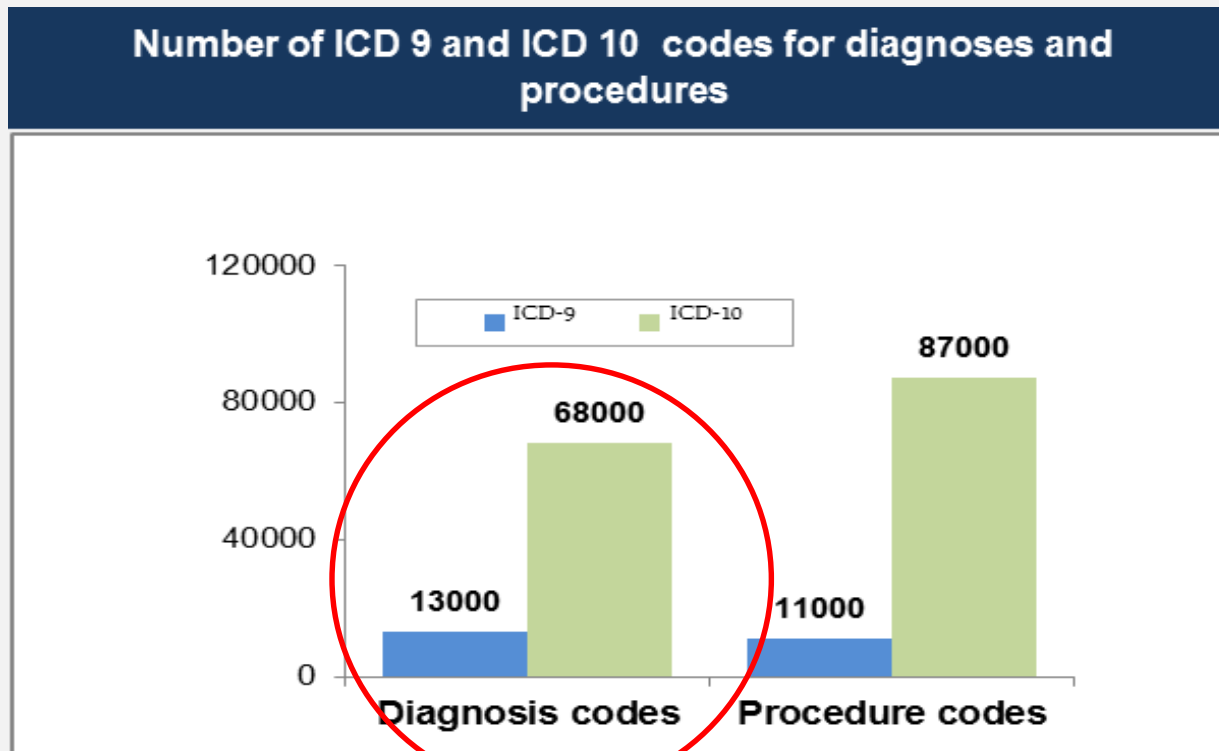 Number of ICD 9 and ICD 10 codes for diagnoses and
procedures
120000
ICD-9 ICD-10
87000
80000
68000
40000
13000
11000
0
Diagnosis codes Procedure codes